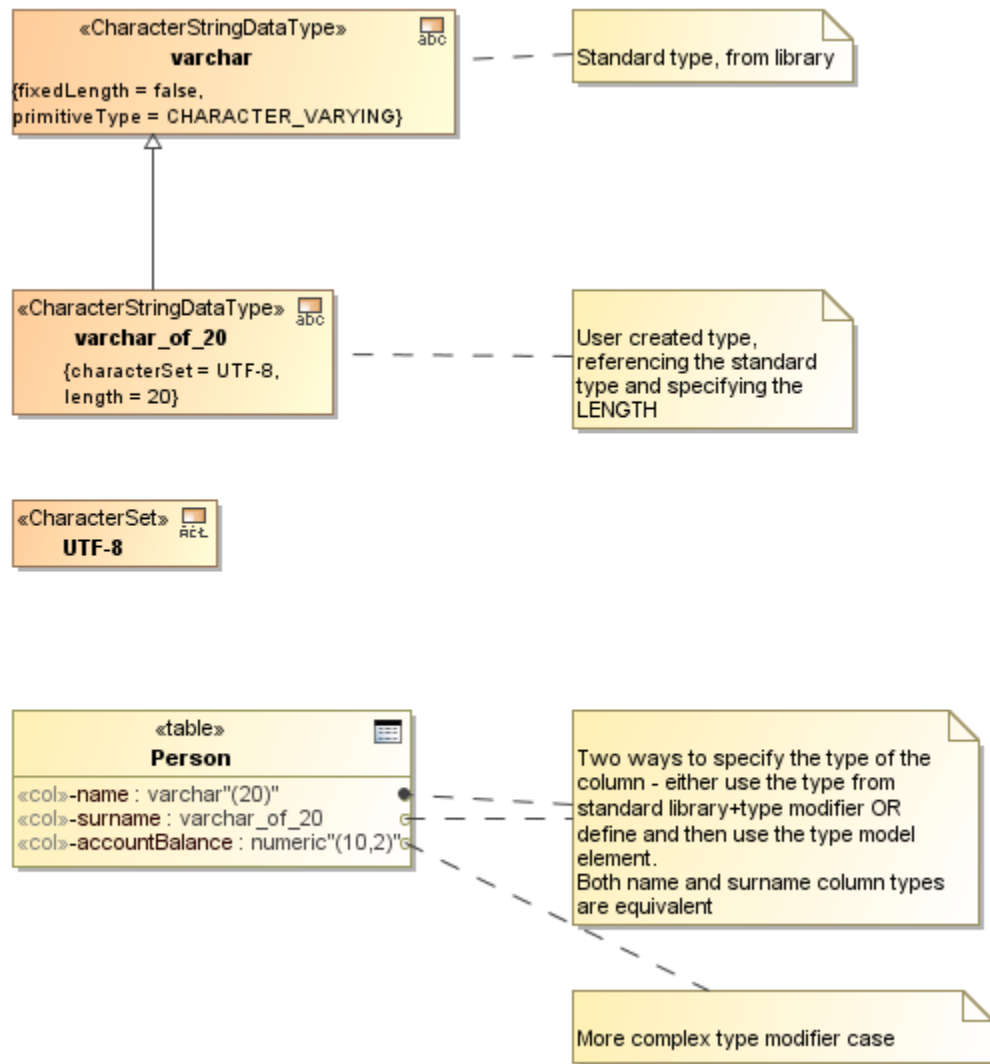 «CharacterStringDataType»
abc
varchar
{fixedLength = false,
primitiveType = CHARACTER_VARYING}
Standard type, from library
«CharacterStringDataType»
abc
varchar_of_20
{characterSet = UTF-8,
length = 20}
User created type,
referencing the standard
type and specifying the
LENGTH
«CharacterSet»
UTF-8
«table»
Person
«col»-name : varchar"(20)"
«col»-surname : varchar_of_20
«col»-accountBalance : numeric"(10,2)"
Two ways to specify the type of the
column - either use the type from
standard library+type modifier OR
define and then use the type model
element.
Both name and surname column types
are equivalent
More complex type modifier case